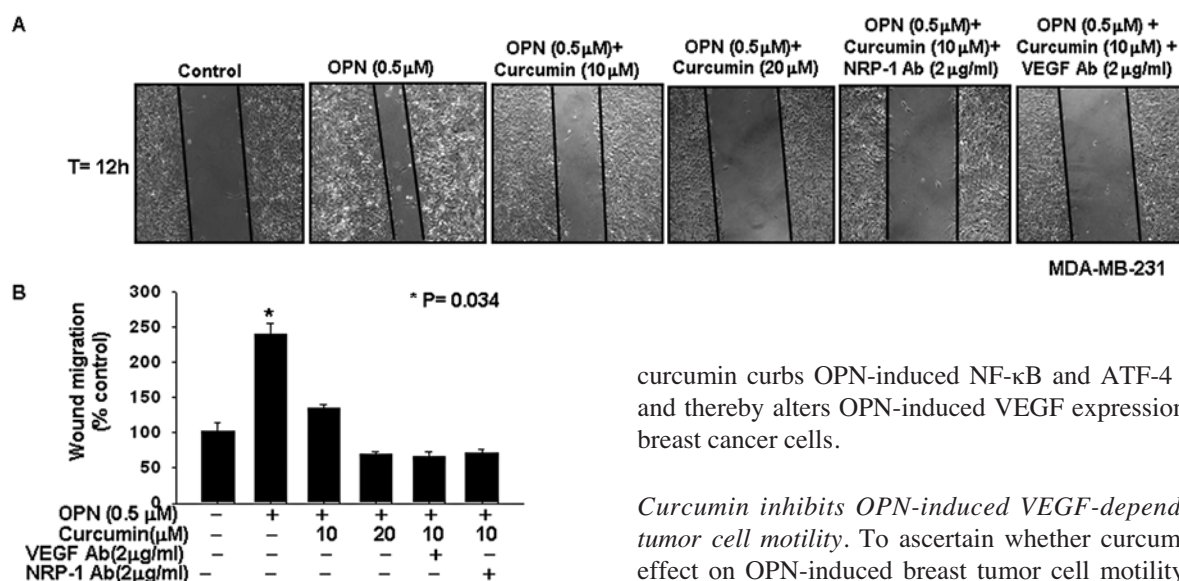 A
Control
OPN (0.5μM)
OPN (0.5μM)+
Curcumin (10μM)
OPN (0.5μM)+
Curcumin (20μM)
OPN (0.5μM)+
Curcumin (10μM)+
NRP-1 Ab (2μg/ml)
OPN (0.5μM) +
Curcumin (10μM) +
VEGF Ab (2μg/ml)
T= 12h
MDA-MB-231
B
Wound migration
(% control)
300
250
200
150
100
50
0
*
* P= 0.034
OPN (0.5 μM) – + + + + +
Curcumin(μM) – – 10 20 10 10
VEGF Ab(2μg/ml) – – – – + –
NRP-1 Ab(2μg/ml) – – – – – +
curcumin curbs OPN-induced NF-κB and ATF-4
and thereby alters OPN-induced VEGF expression
breast cancer cells.
Curcumin inhibits OPN-induced VEGF-depend
tumor cell motility. To ascertain whether curcum
effect on OPN-induced breast tumor cell motility